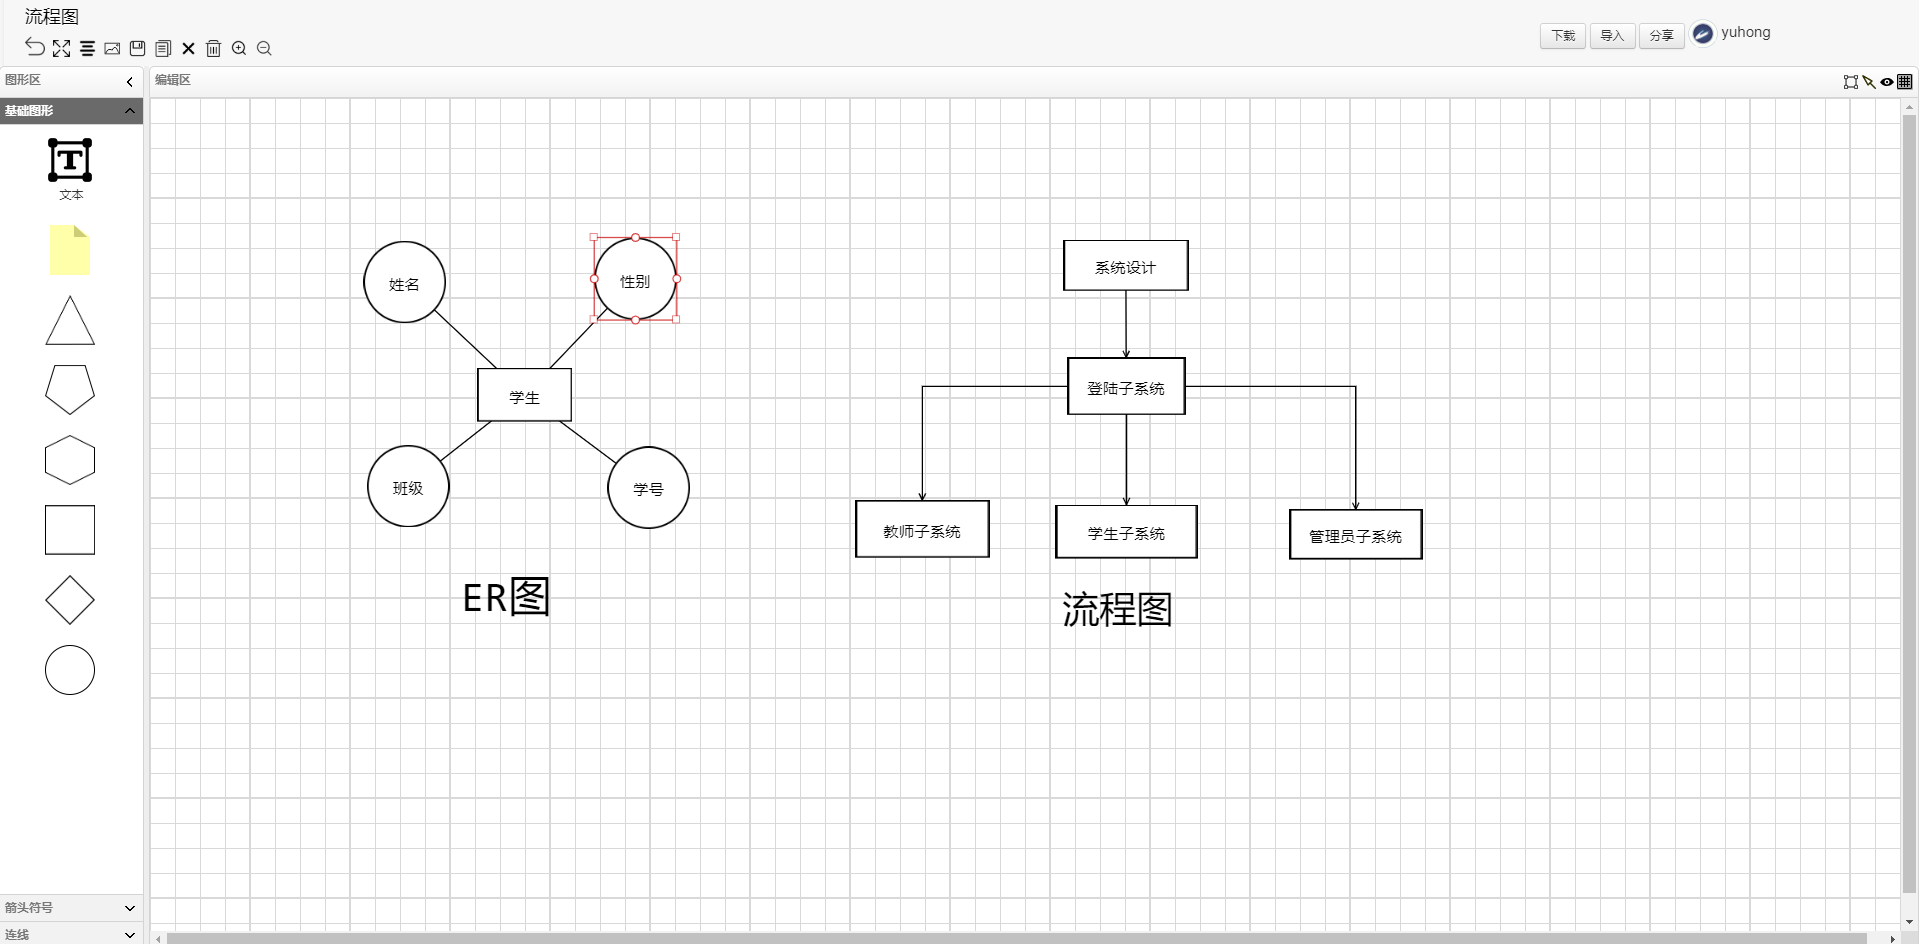 流程图
下载
导入
分享
yuhong
图形区
编辑区
基础图形
T
文本
姓名
性别
学生
班级
学号
ER图
系统设计
登陆子系统
教师子系统
学生子系统
管理员子系统
流程图
箭头符号
连线